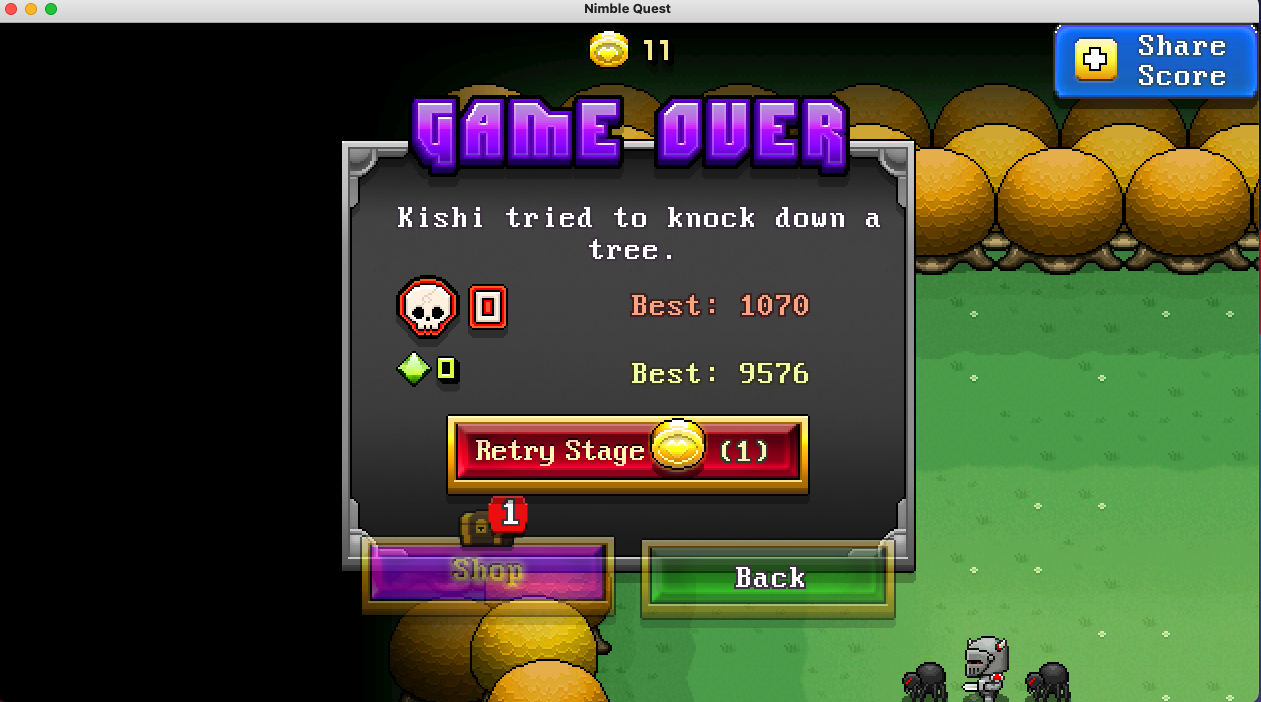 Nimble Quest
11
Share
Score
GAME OVER
Kishi tried to knock down a
tree.
0
Best: 1070
0
Best: 9576
Retry Stage (1)
1
Shop
Back